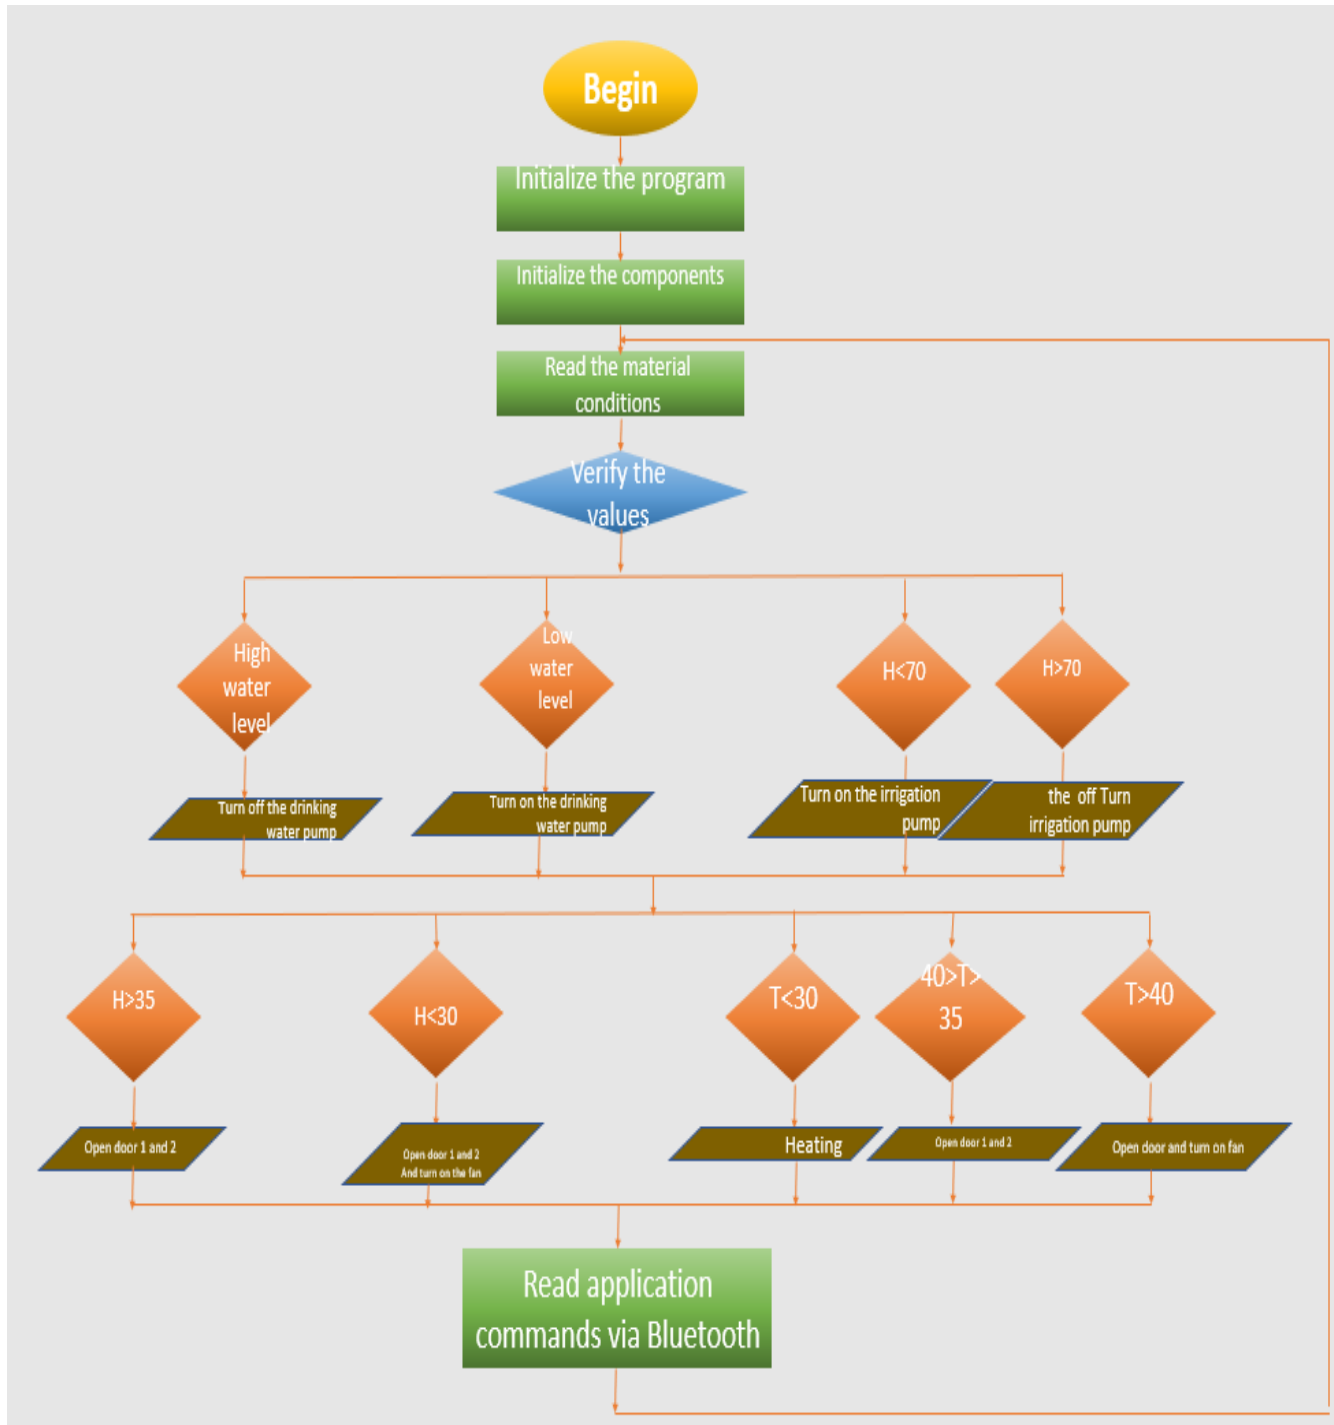 Begin
Initialize the program
Initialize the components
Read the material
conditions
Verify the
values
High
water
level
Low
water
level
H<70
H>70
Turn off the drinking
water pump
Turn on the drinking
water pump
Turn on the irrigation
pump
the off Turn
irrigation pump
H>35
H<30
T<30
40>T>
35
T>40
Open door 1 and 2
Open door 1 and 2
And turn on the fan
Heating
Open door 1 and 2
Open door and turn on fan
Read application
commands via Bluetooth